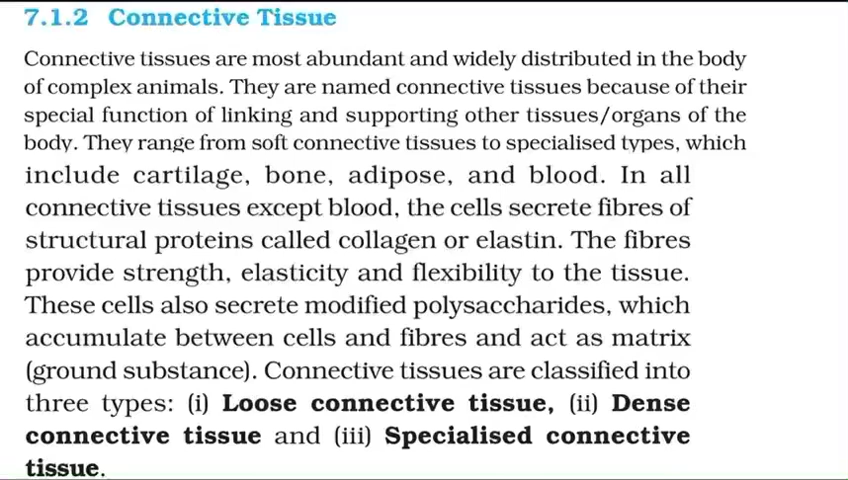 7.1.2 Connective Tissue
Connective tissues are most abundant and widely distributed in the body
of complex animals. They are named connective tissues because of their
special function of linking and supporting other tissues/organs of the
body. They range from soft connective tissues to specialised types, which
include cartilage, bone, adipose, and blood. In all
connective tissues except blood, the cells secrete fibres of
structural proteins called collagen or elastin. The fibres
provide strength, elasticity and flexibility to the tissue.
These cells also secrete modified polysaccharides, which
accumulate between cells and fibres and act as matrix
(ground substance). Connective tissues are classified into
three types: (i) Loose connective tissue, (ii) Dense
connective tissue and (iii) Specialised connective
tissue.